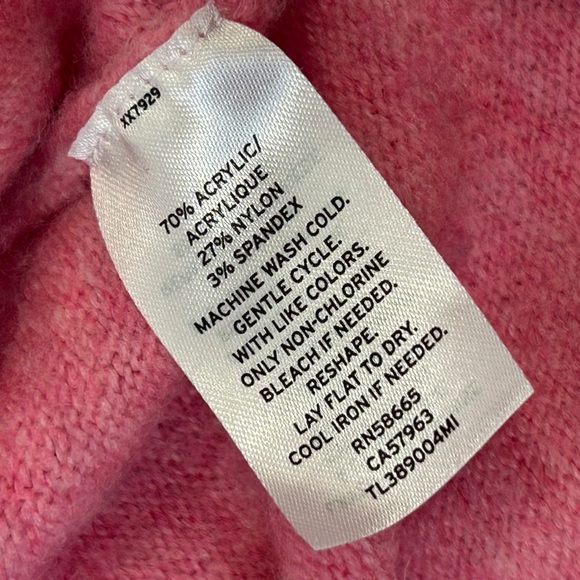 XX7929
70% ACRYLIC/
ACRYLIQUE
27% NYLON
3% SPANDEX
MACHINE WASH COLD.
GENTLE CYCLE.
WITH LIKE COLORS.
ONLY NON-CHLORINE
BLEACH IF NEEDED.
RESHAPE.
LAY FLAT TO DRY.
COOL IRON IF NEEDED.
RN58665
CA57963
TL389004MI